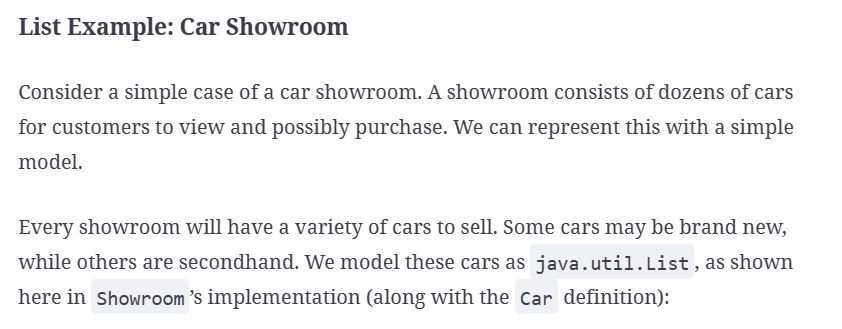 List Example: Car Showroom
Consider a simple case of a car showroom. A showroom consists of dozens of cars
for customers to view and possibly purchase. We can represent this with a simple
model.
Every showroom will have a variety of cars to sell. Some cars may be brand new,
while others are secondhand. We model these cars as java.util.List, as shown
here in Showroom’s implementation (along with the Car definition):